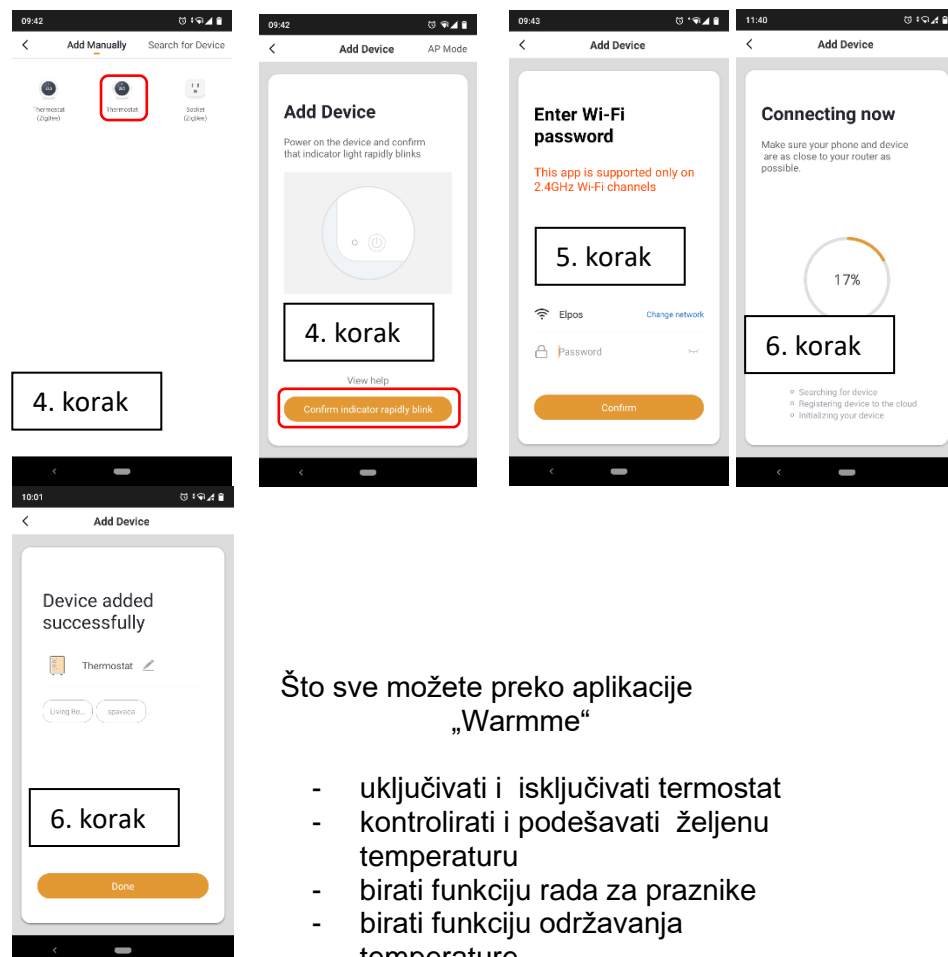 09:42
Add Manually Search for Device
Thermostat Thermostat Socket
(ZigBee) (ZigBee)
4. korak
09:42
Add Device AP Mode
Add Device
Power on the device and confirm
that indicator light rapidly blinks
4. korak
View help
Confirm indicator rapidly blink
09:43
Add Device
Enter Wi-Fi
password
This app is supported only on
2.4GHz Wi-Fi channels
5. korak
Elpos Change network
Password
Confirm
11:40
Add Device
Connecting now
Make sure your phone and device
are as close to your router as
possible.
17%
6. korak
Searching for device
Registering device to the cloud
Initializing your device
10:01
Add Device
Device added
successfully
Thermostat
Living Ro... spavaca
6. korak
Done
Što sve možete preko aplikacije
„Warmme“
- uključivati i isključivati termostat
- kontrolirati i podešavati željenu
temperaturu
- birati funkciju rada za praznike
- birati funkciju održavanja
temperature